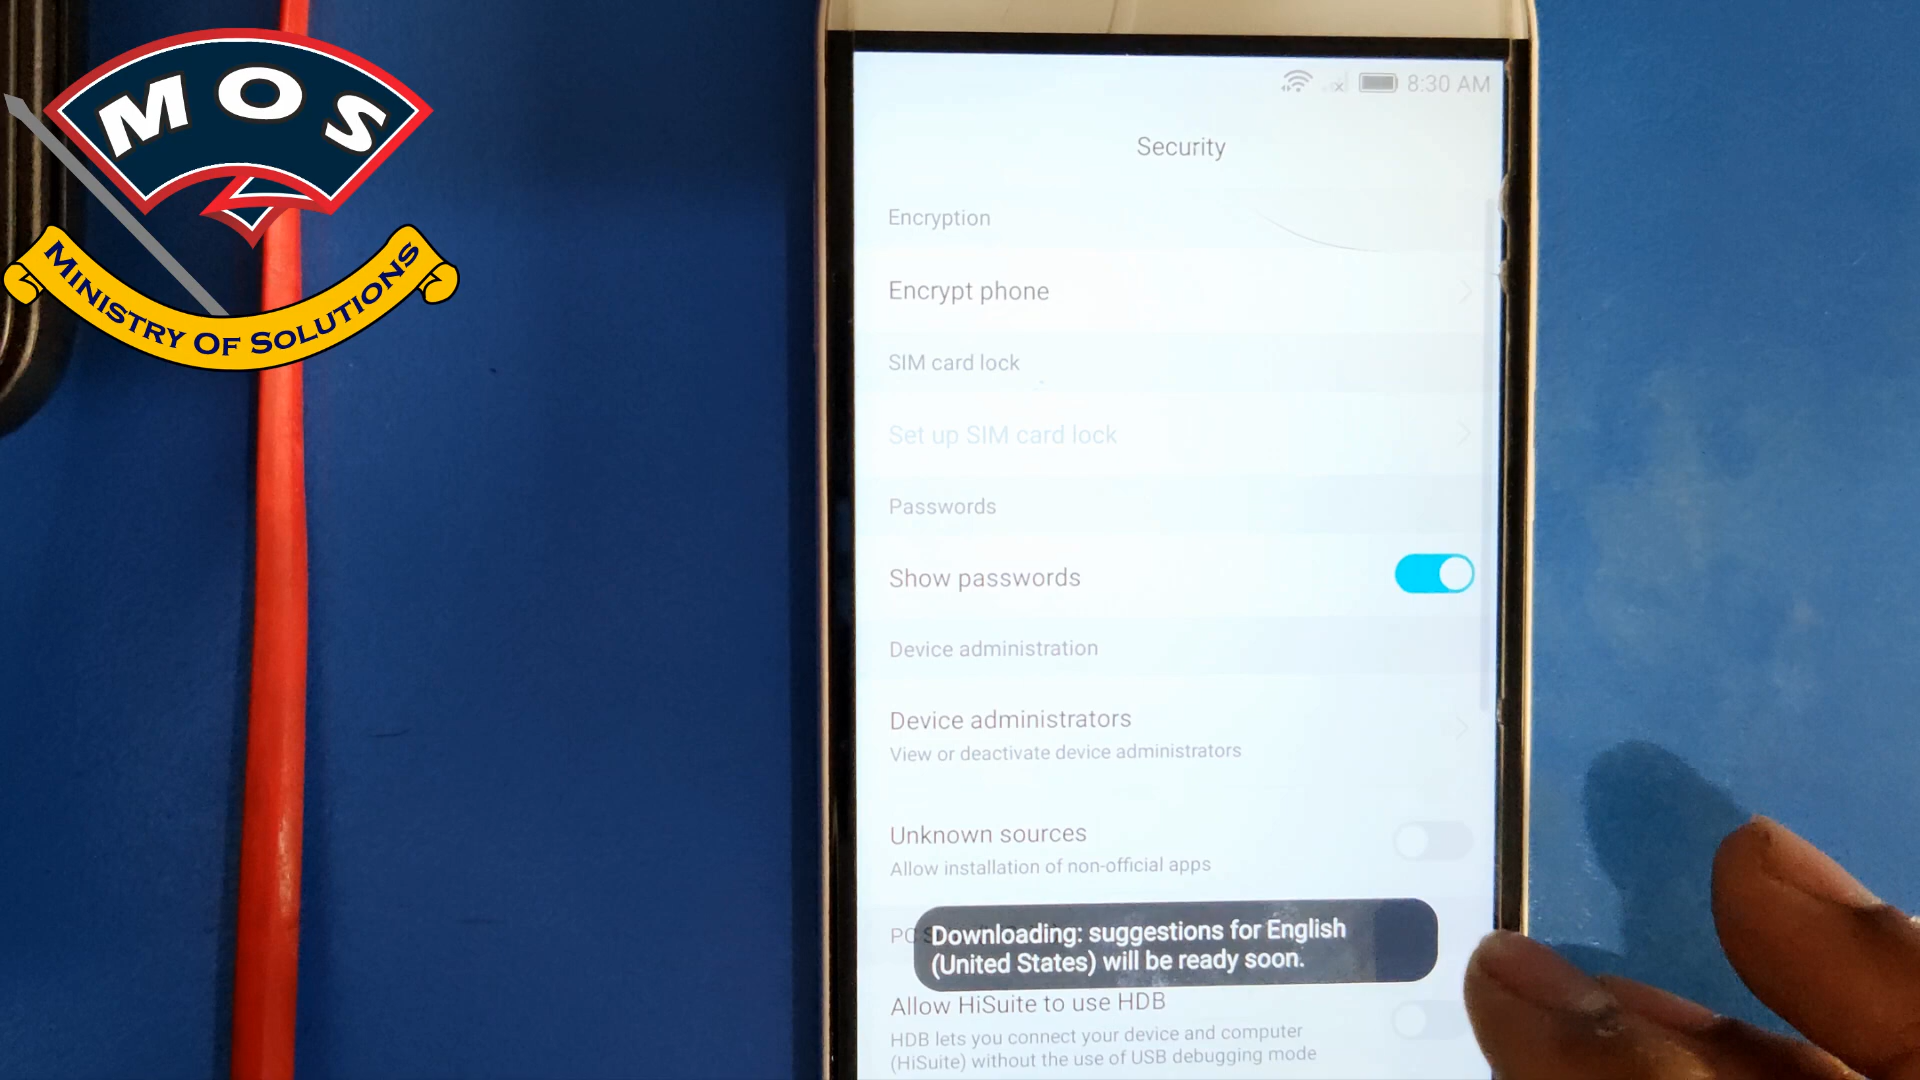 MOS
MINISTRY OF SOLUTIONS
8:30 AM
Security
Encryption
Encrypt phone
SIM card lock
Set up SIM card lock
Passwords
Show passwords
Device administration
Device administrators
View or deactivate device administrators
Unknown sources
Allow installation of non-official apps
PC S
Downloading: suggestions for English
(United States) will be ready soon.
Allow HiSuite to use HDB
HDB lets you connect your device and computer
(HiSuite) without the use of USB debugging mode